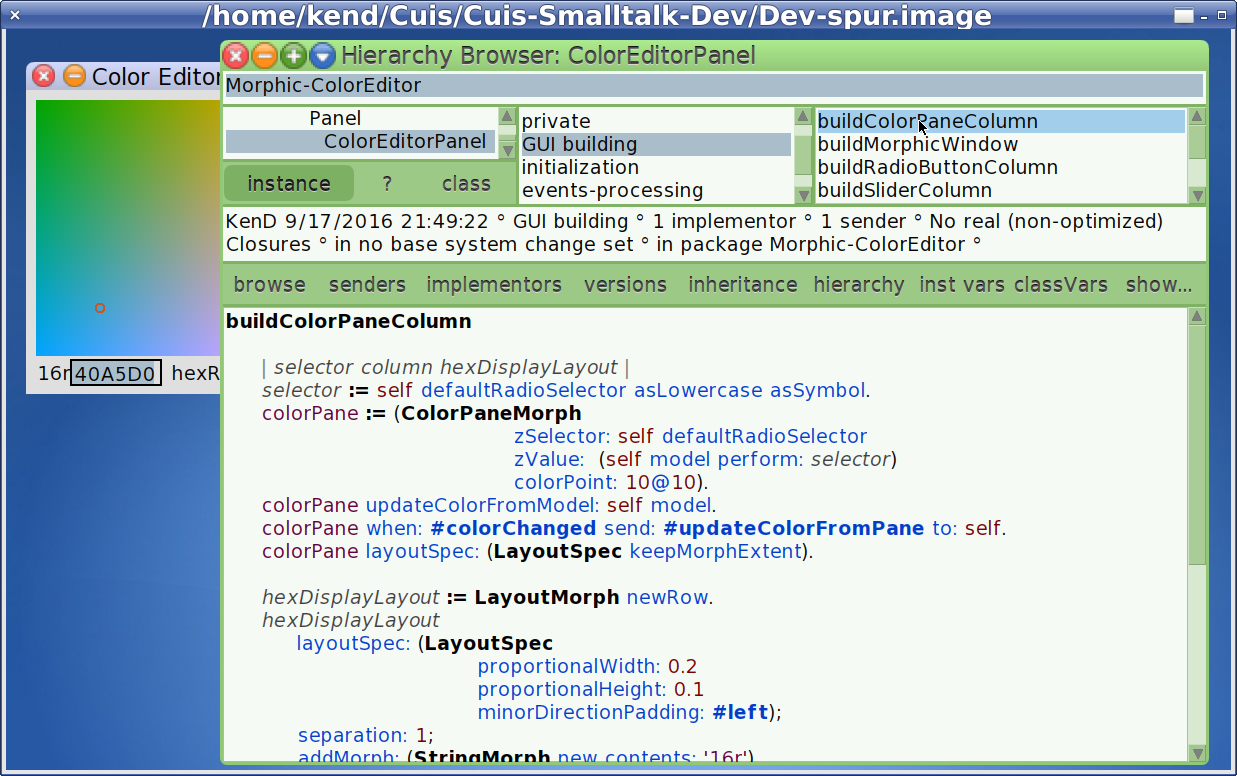 /home/kend/Cuis/Cuis-Smalltalk-Dev/Dev-spur.image
Color Editor
16r 40A5D0 hexR
Hierarchy Browser: ColorEditorPanel
Morphic-ColorEditor
Panel
ColorEditorPanel
instance ? class
private
GUI building
initialization
events-processing
buildColorPaneColumn
buildMorphicWindow
buildRadioButtonColumn
buildSliderColumn
KenD 9/17/2016 21:49:22 ° GUI building ° 1 implementor ° 1 sender ° No real (non-optimized)
Closures ° in no base system change set ° in package Morphic-ColorEditor °
browse senders implementors versions inheritance hierarchy inst vars classVars show...
buildColorPaneColumn
| selector column hexDisplayLayout |
selector := self defaultRadioSelector asLowercase asSymbol.
colorPane := (ColorPaneMorph
zSelector: self defaultRadioSelector
zValue: (self model perform: selector)
colorPoint: 10@10).
colorPane updateColorFromModel: self model.
colorPane when: #colorChanged send: #updateColorFromPane to: self.
colorPane layoutSpec: (LayoutSpec keepMorphExtent).
hexDisplayLayout := LayoutMorph newRow.
hexDisplayLayout
layoutSpec: (LayoutSpec
proportionalWidth: 0.2
proportionalHeight: 0.1
minorDirectionPadding: #left);
separation: 1;
addMorph: (StringMorph new contents: '16r')